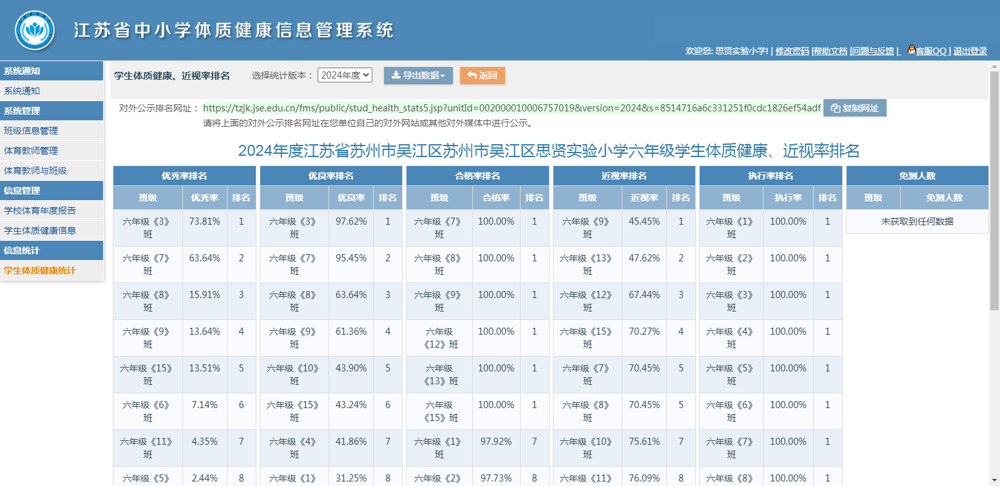 江苏省中小学体质健康信息管理系统
欢迎您: 思贤实验小学! | 修改密码 |帮助文档 |问题与反馈 | 客服QQ | 退出登录
系统通知
系统通知
系统管理
班级信息管理
体育教师管理
体育教师与班级
信息管理
学校体育年度报告
学生体质健康信息
信息统计
学生体质健康统计
学生体质健康、近视率排名 选择统计版本： 2024年度 导出数据 返回
对外公示排名网址： https://tzjk.jse.edu.cn/fms/public/stud_health_stats5.jsp?unitId=002000010006757019&version=2024&s=8514716a6c331251f0cdc1826ef54adf 复制网址
请将上面的对外公示排名网址在您单位自己的对外网站或其他对外媒体中进行公示。
2024年度江苏省苏州市吴江区苏州市吴江区思贤实验小学六年级学生体质健康、近视率排名
优秀率排名 优良率排名 合格率排名 近视率排名 执行率排名 免测人数
班级 优秀率 排名 班级 优良率 排名 班级 合格率 排名 班级 近视率 排名 班级 执行率 排名 班级 免测人数
六年级《3》班 73.81% 1 六年级《3》班 97.62% 1 六年级《7》班 100.00% 1 六年级《9》班 45.45% 1 六年级《1》班 100.00% 1 未获取到任何数据
六年级《7》班 63.64% 2 六年级《7》班 95.45% 2 六年级《8》班 100.00% 1 六年级《13》班 47.62% 2 六年级《2》班 100.00% 1
六年级《8》班 15.91% 3 六年级《8》班 63.64% 3 六年级《9》班 100.00% 1 六年级《12》班 67.44% 3 六年级《3》班 100.00% 1
六年级《9》班 13.64% 4 六年级《9》班 61.36% 4 六年级《12》班 100.00% 1 六年级《15》班 70.27% 4 六年级《4》班 100.00% 1
六年级《15》班 13.51% 5 六年级《10》班 43.90% 5 六年级《13》班 100.00% 1 六年级《7》班 70.45% 5 六年级《5》班 100.00% 1
六年级《6》班 7.14% 6 六年级《15》班 43.24% 6 六年级《15》班 100.00% 1 六年级《8》班 70.45% 5 六年级《6》班 100.00% 1
六年级《11》班 4.35% 7 六年级《4》班 41.86% 7 六年级《1》班 97.92% 7 六年级《10》班 75.61% 7 六年级《7》班 100.00% 1
六年级《5》 2.44% 8 六年级《1》 31.25% 8 六年级《2》 97.73% 8 六年级《11》 76.09% 8 六年级《8》 100.00% 1